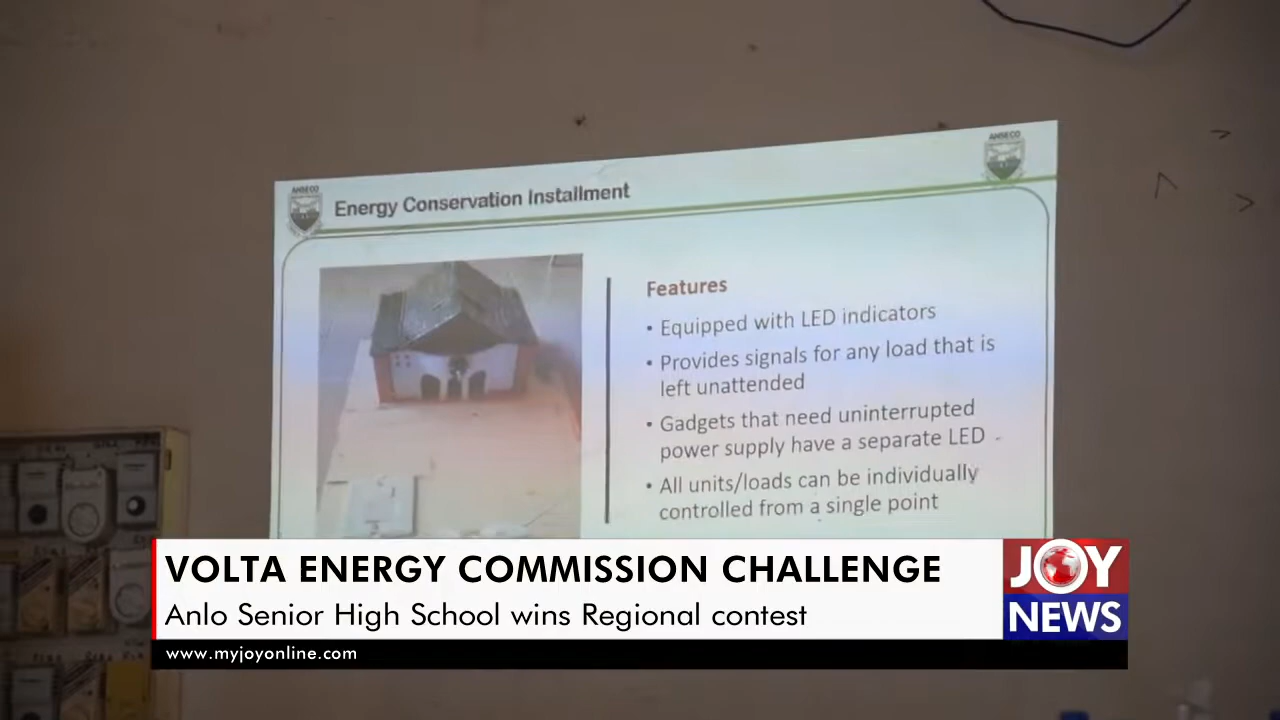 ANSECO
Energy Conservation Installment
ANSECO
Features
• Equipped with LED indicators
• Provides signals for any load that is
left unattended
• Gadgets that need uninterrupted
power supply have a separate LED
• All units/loads can be individually
controlled from a single point
VOLTA ENERGY COMMISSION CHALLENGE
Anlo Senior High School wins Regional contest
JOY
NEWS
www.myjoyonline.com